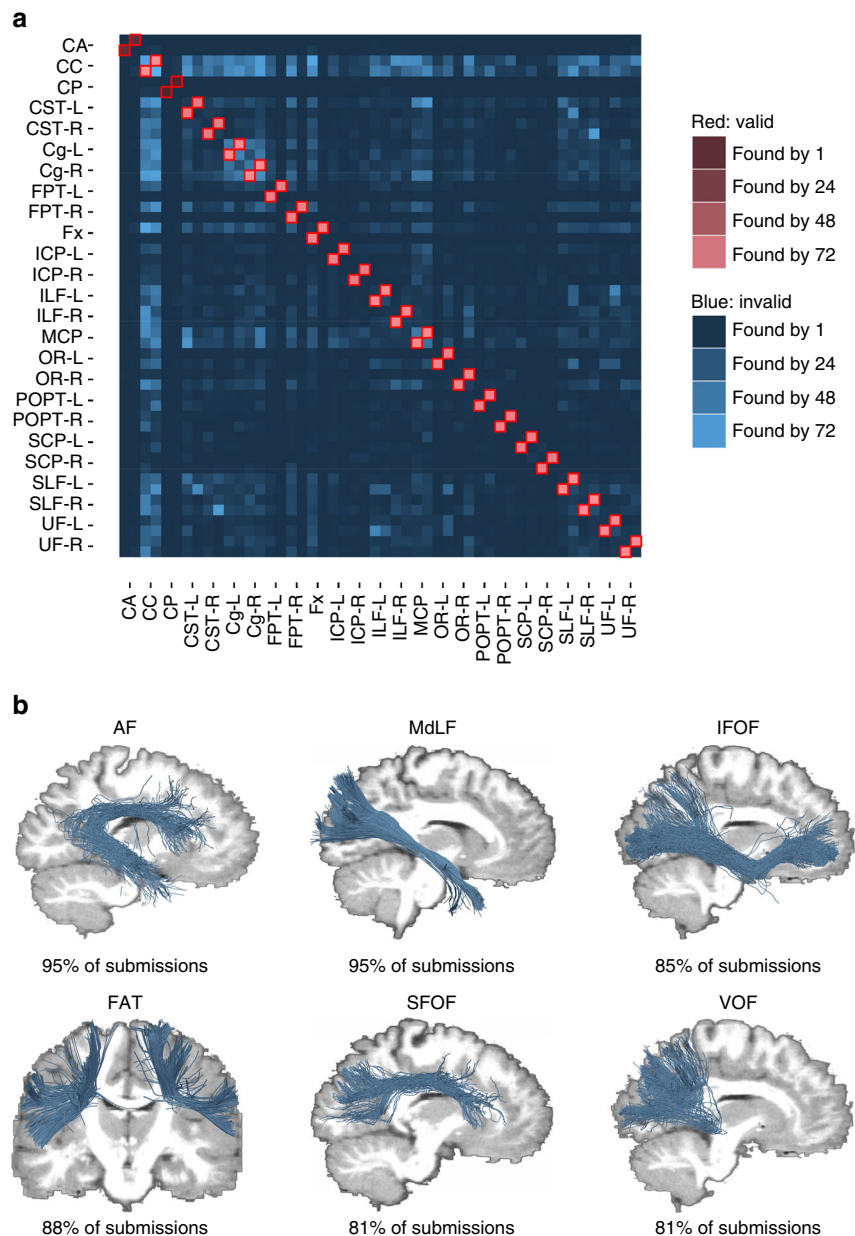 a
CA-
CC -
CP -
CST-L -
CST-R -
Cg-L -
Cg-R -
FPT-L -
FPT-R -
Fx -
ICP-L -
ICP-R -
ILF-L -
ILF-R -
MCP -
OR-L -
OR-R -
POPT-L -
POPT-R -
SCP-L -
SCP-R -
SLF-L -
SLF-R -
UF-L -
UF-R -
CA -
CC -
CP -
CST-L -
CST-R -
Cg-L -
Cg-R -
FPT-L -
FPT-R -
Fx -
ICP-L -
ICP-R -
ILF-L -
ILF-R -
MCP -
OR-L -
OR-R -
POPT-L -
POPT-R -
SCP-L -
SCP-R -
SLF-L -
SLF-R -
UF-L -
UF-R -
Red: valid
Found by 1
Found by 24
Found by 48
Found by 72
Blue: invalid
Found by 1
Found by 24
Found by 48
Found by 72
b
AF
95% of submissions
MdLF
95% of submissions
IFOF
85% of submissions
FAT
88% of submissions
SFOF
81% of submissions
VOF
81% of submissions